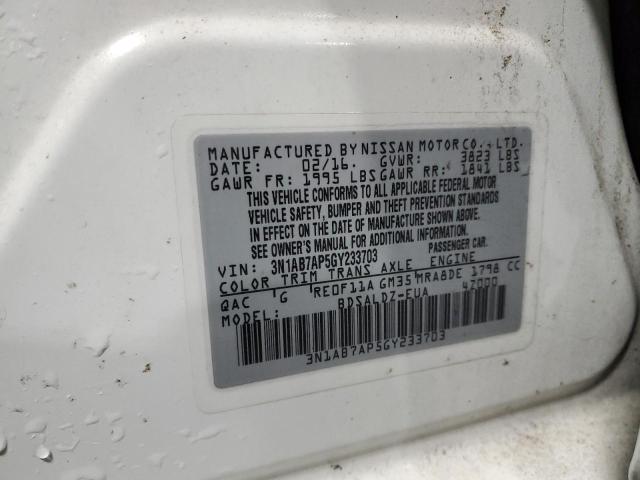 MANUFACTURED BY NISSAN MOTOR CO., LTD.
DATE: 02/16. GVWR: 3823 LBS
GAWR FR: 1995 LBS GAWR RR: 1841 LBS
THIS VEHICLE CONFORMS TO ALL APPLICABLE FEDERAL MOTOR
VEHICLE SAFETY, BUMPER AND THEFT PREVENTION STANDARDS
IN EFFECT ON THE DATE OF MANUFACTURE SHOWN ABOVE.
SEE OWNER'S MANUAL FOR ADDITIONAL INFORMATION.
VIN: 3N1AB7AP5GY233703 PASSENGER CAR.
COLOR TRIM TRANS AXLE ENGINE
QAC G RE0F11A GM35 MRA8DE 1798 CC
MODEL: BDSALDZ-EUA 4Z000
3N1AB7AP5GY233703